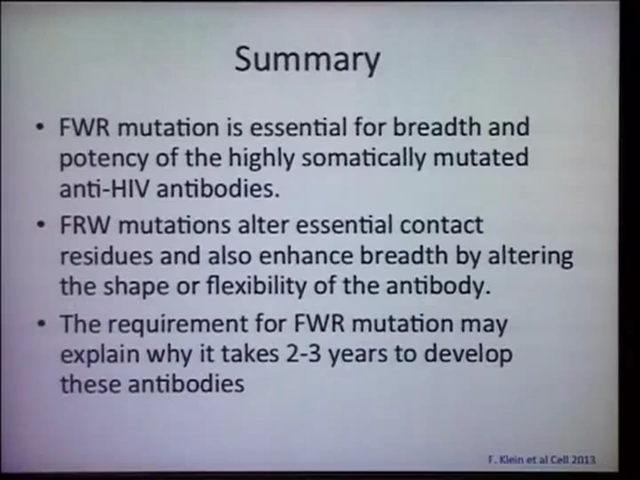 Summary
• FWR mutation is essential for breadth and
potency of the highly somatically mutated
anti-HIV antibodies.
• FRW mutations alter essential contact
residues and also enhance breadth by altering
the shape or flexibility of the antibody.
• The requirement for FWR mutation may
explain why it takes 2-3 years to develop
these antibodies
F. Klein et al Cell 2013